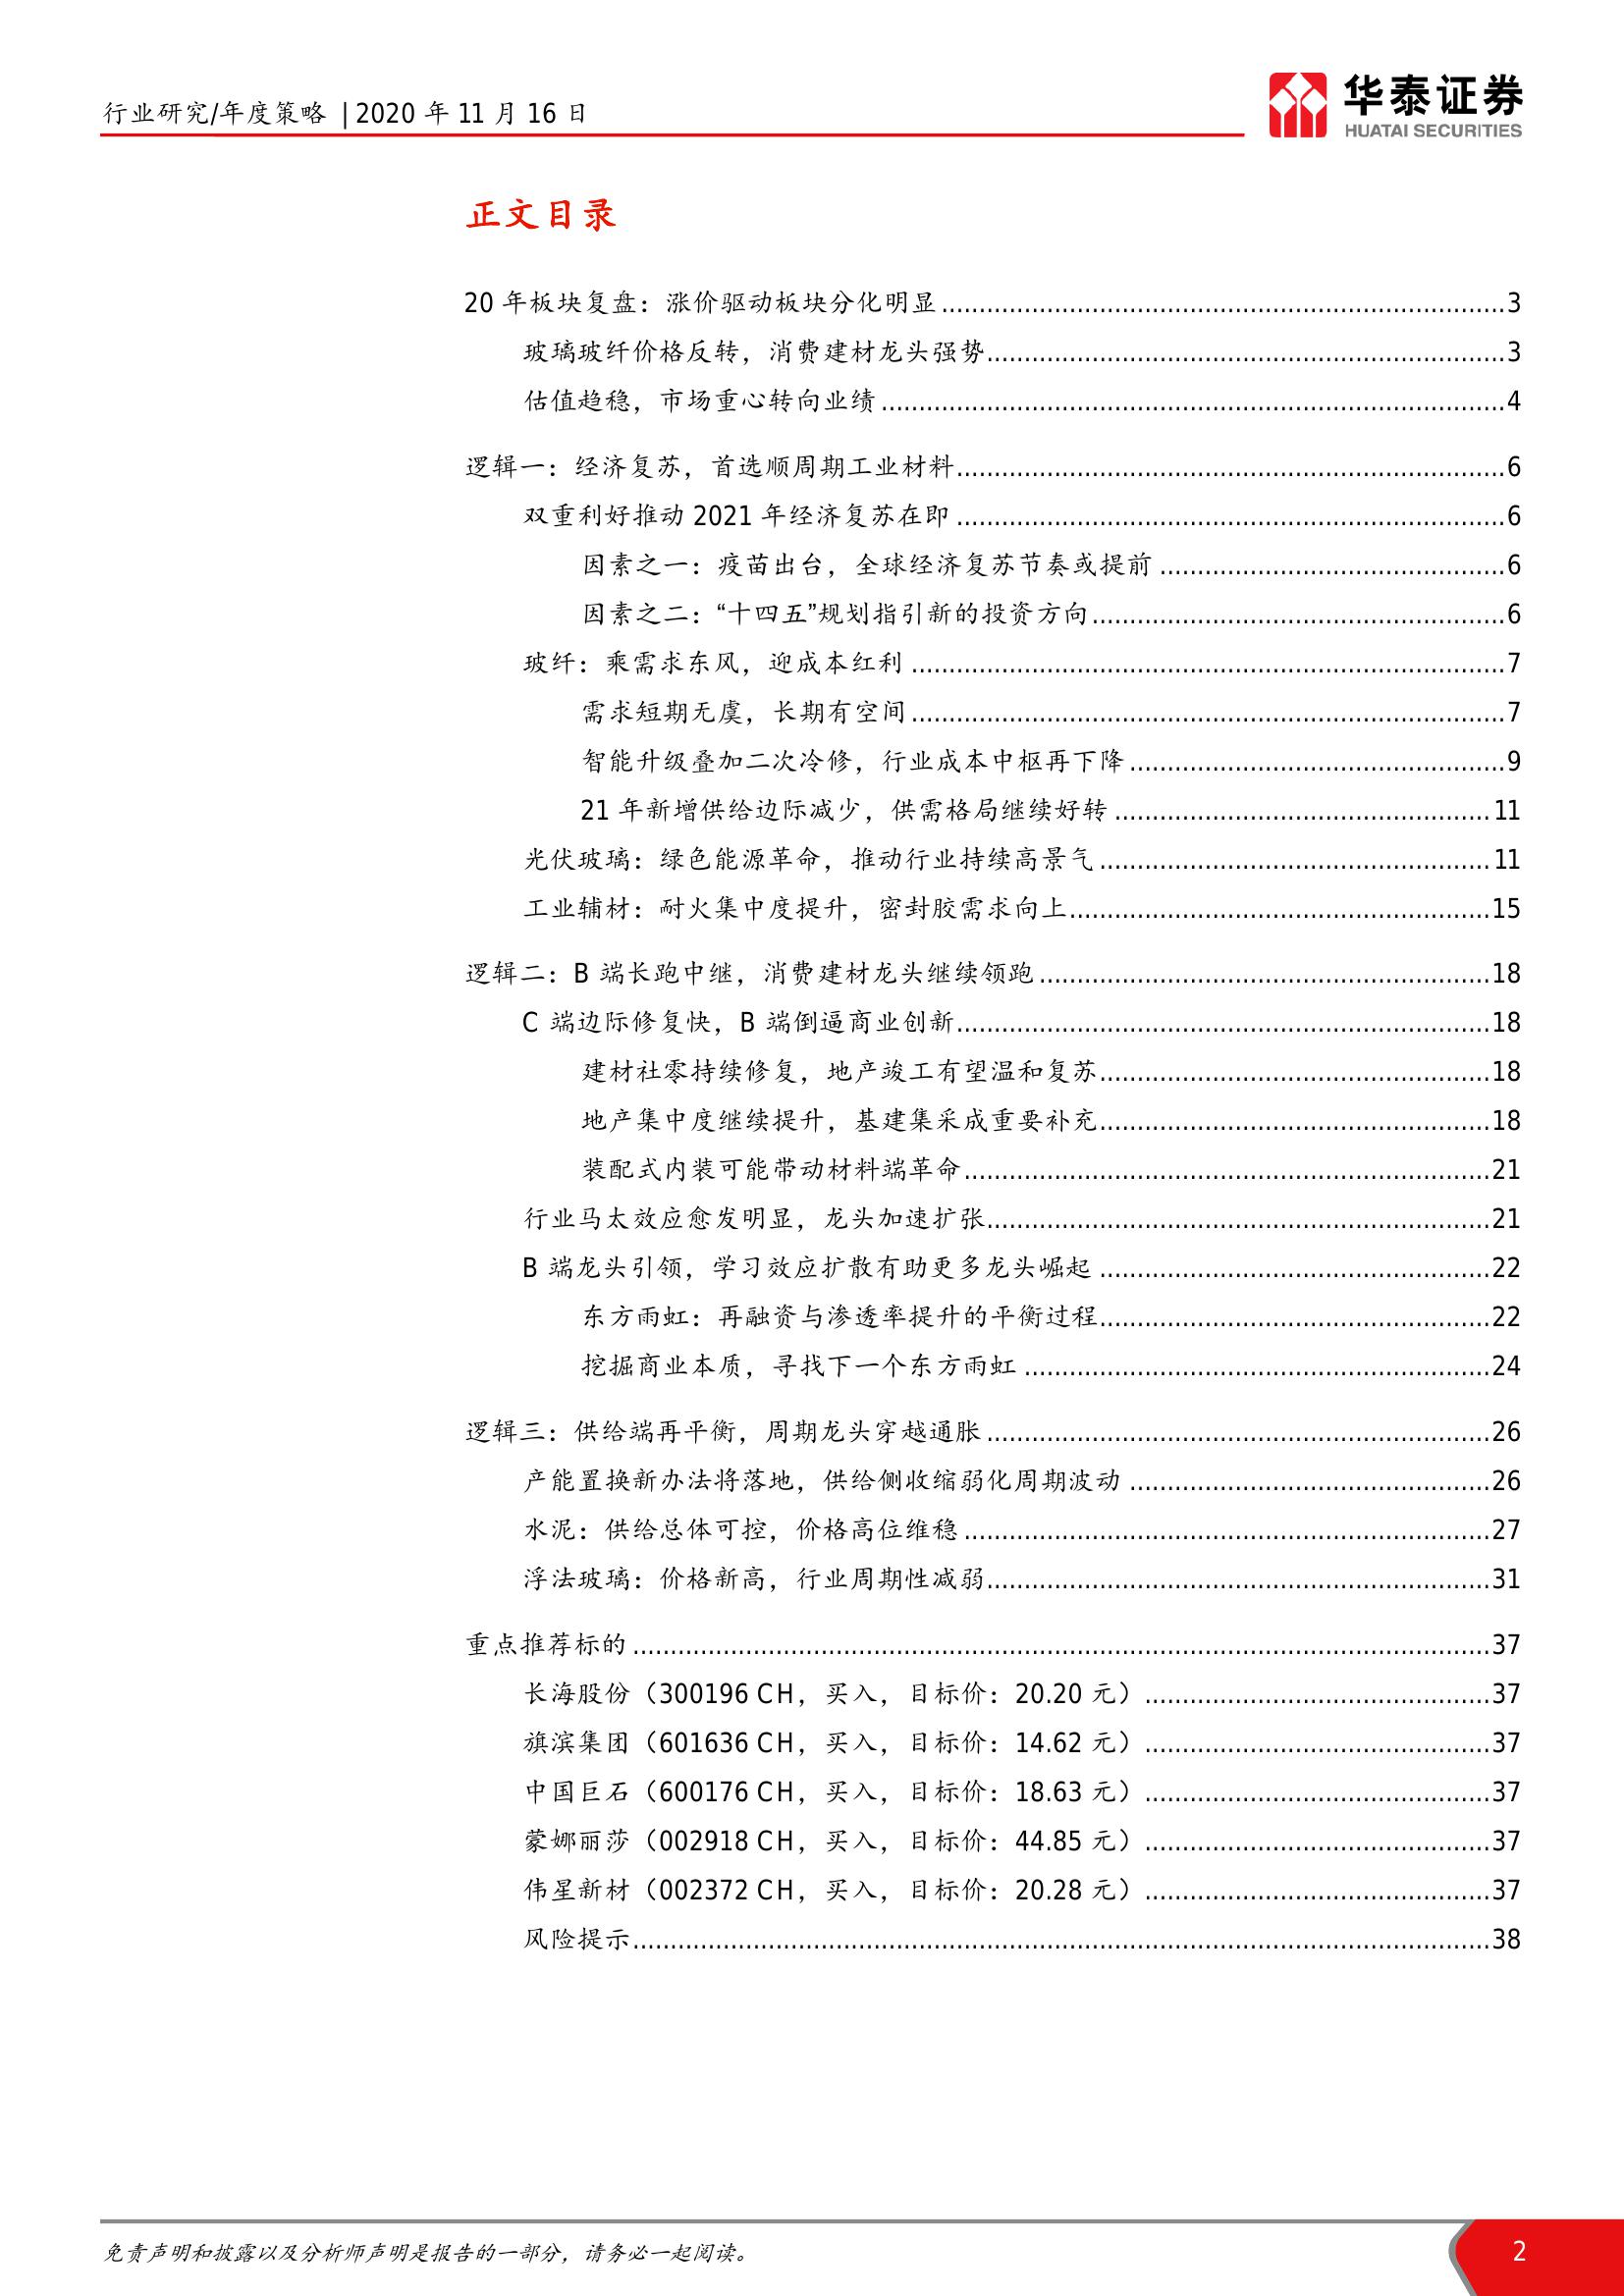 行业研究/年度策略 | 2020 年 11 月 16 日
华泰证券
HUATAI SECURITIES
正文目录
20 年板块复盘：涨价驱动板块分化明显......3
玻璃玻纤价格反转，消费建材龙头强势......3
估值趋稳，市场重心转向业绩......4
逻辑一：经济复苏，首选顺周期工业材料......6
双重利好推动 2021 年经济复苏在即......6
因素之一：疫苗出台，全球经济复苏节奏或提前......6
因素之二：“十四五”规划指引新的投资方向......6
玻纤：乘需求东风，迎成本红利......7
需求短期无虞，长期有空间......7
智能升级叠加二次冷修，行业成本中枢再下降......9
21 年新增供给边际减少，供需格局继续好转......11
光伏玻璃：绿色能源革命，推动行业持续高景气......11
工业辅材：耐火集中度提升，密封胶需求向上......15
逻辑二：B 端长跑中继，消费建材龙头继续领跑......18
C 端边际修复快，B 端倒逼商业创新......18
建材社零持续修复，地产竣工有望温和复苏......18
地产集中度继续提升，基建集采成重要补充......18
装配式内装可能带动材料端革命......21
行业马太效应愈发明显，龙头加速扩张......21
B 端龙头引领，学习效应扩散有助更多龙头崛起......22
东方雨虹：再融资与渗透率提升的平衡过程......22
挖掘商业本质，寻找下一个东方雨虹......24
逻辑三：供给端再平衡，周期龙头穿越通胀......26
产能置换新办法将落地，供给侧收缩弱化周期波动......26
水泥：供给总体可控，价格高位维稳......27
浮法玻璃：价格新高，行业周期性减弱......31
重点推荐标的......37
长海股份（300196 CH，买入，目标价：20.20 元）......37
旗滨集团（601636 CH，买入，目标价：14.62 元）......37
中国巨石（600176 CH，买入，目标价：18.63 元）......37
蒙娜丽莎（002918 CH，买入，目标价：44.85 元）......37
伟星新材（002372 CH，买入，目标价：20.28 元）......37
风险提示......38
免责声明和披露以及分析师声明是报告的一部分，请务必一起阅读。
2